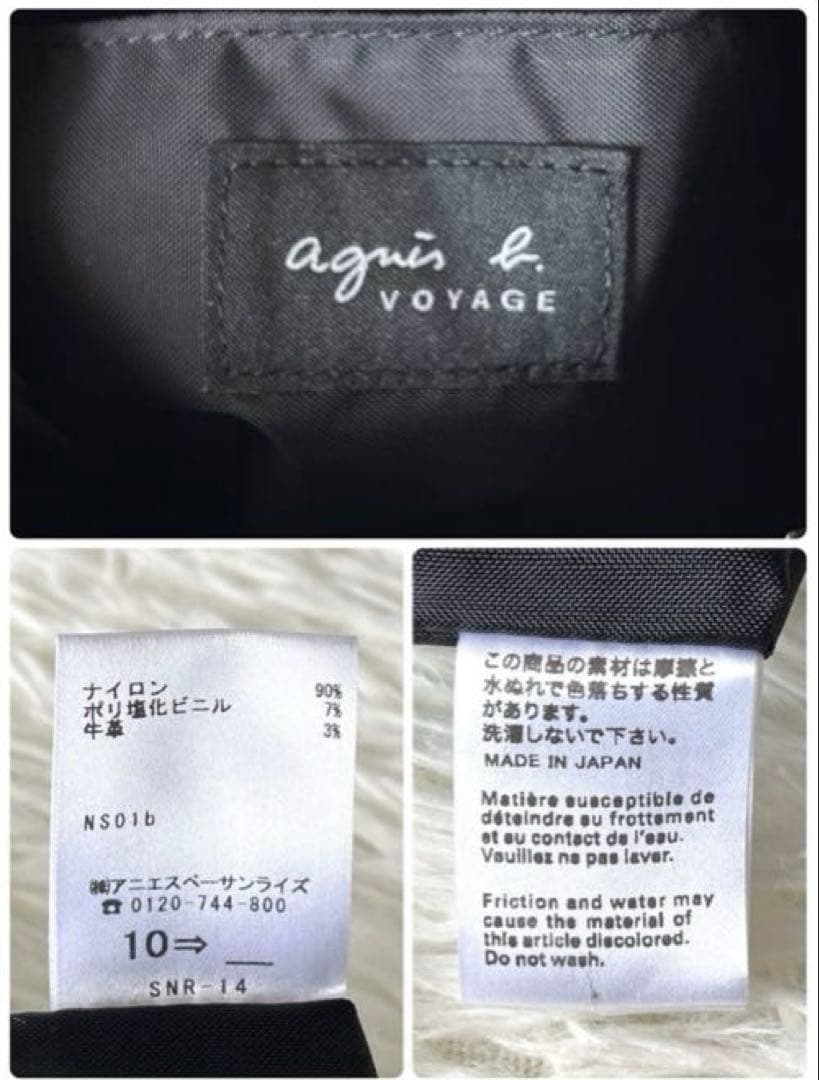 agnès b.
VOYAGE
ナイロン 90%
ポリ塩化ビニル 7%
牛革 3%
NS01b
㈱アニエスベーサンライズ
☎ 0120-744-800
10⇒ __
SNR-14
この商品の素材は摩擦と
水ぬれで色落ちする性質
があります。
洗濯しないで下さい。
MADE IN JAPAN
Matière susceptible de
déteindre au frottement
et au contact de l'eau.
Veuillez ne pas laver.
Friction and water may
cause the material of
this article discolored.
Do not wash.